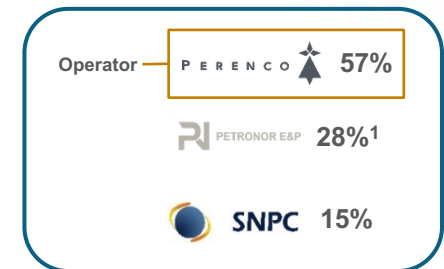 Operator PERENCO 57%
PETRONOR E&P 28%¹
SNPC 15%